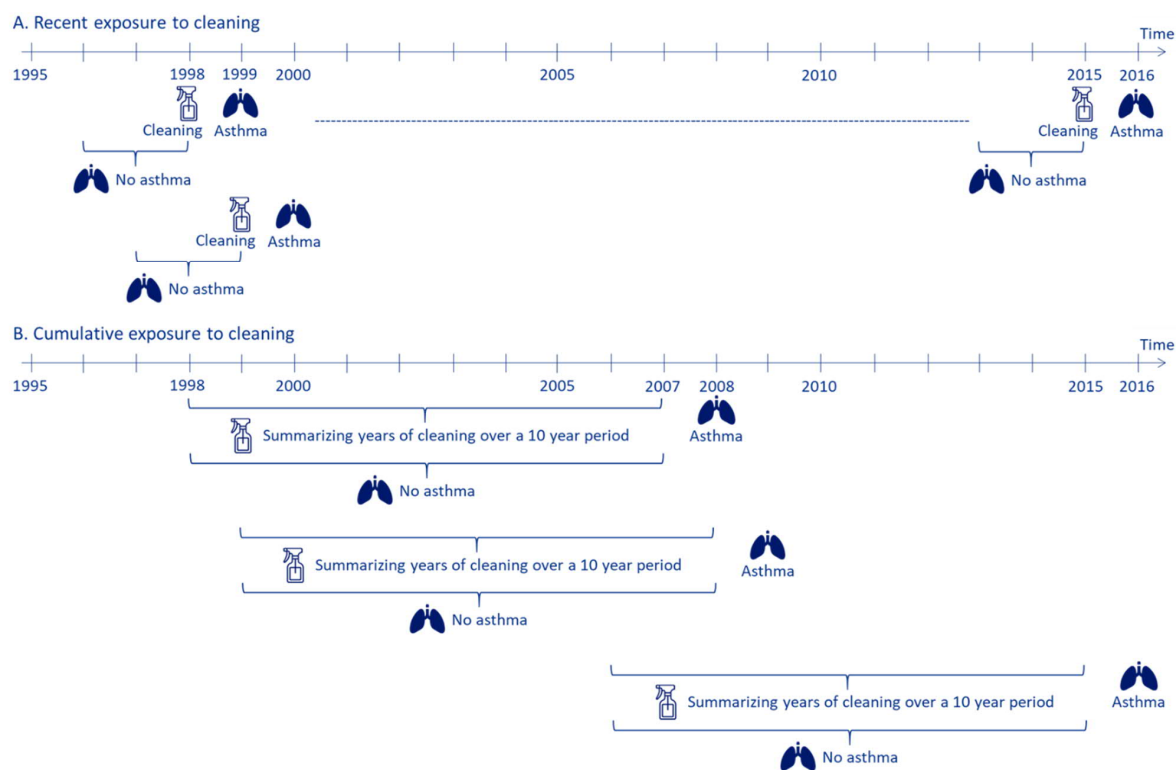 A. Recent exposure to cleaning
Time
1995 1998 1999 2000 2005 2010 2015 2016
Cleaning Asthma Cleaning Asthma
No asthma No asthma
Cleaning Asthma
No asthma
B. Cumulative exposure to cleaning
Time
1995 1998 2000 2005 2007 2008 2010 2015 2016
Summarizing years of cleaning over a 10 year period Asthma
No asthma
Summarizing years of cleaning over a 10 year period
Asthma
No asthma
Summarizing years of cleaning over a 10 year period Asthma
No asthma